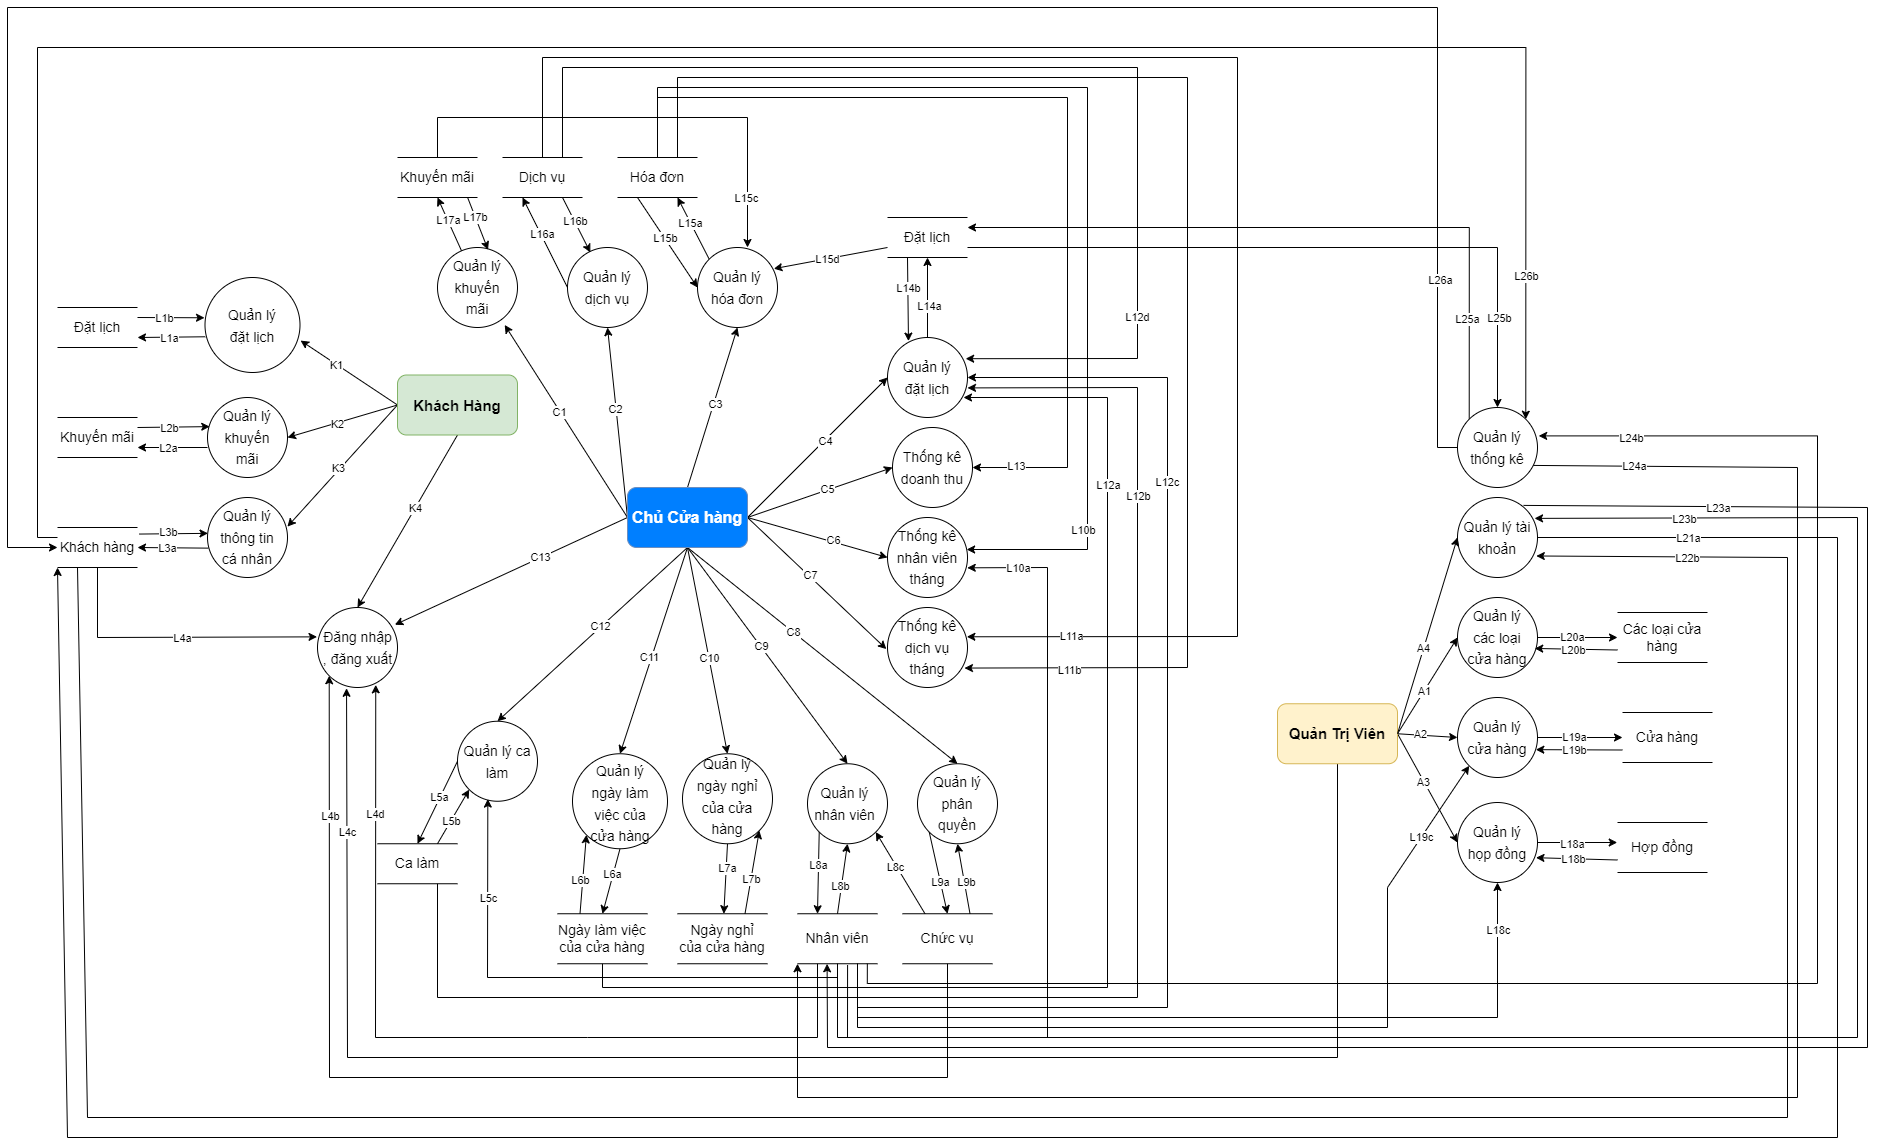 Khuyến mãi
Dịch vụ
Hóa đơn
L17a
L17b
L16a
L16b
L15b
L15a
L15c
Đặt lịch
L15d
Quản lý
khuyến
mãi
Quản lý
dịch vụ
Quản lý
hóa đơn
L14b
L14a
L12d
L26a
L26b
L25a
L25b
Đặt lịch
L1b
L1a
Quản lý
đặt lịch
K1
Khách Hàng
K2
K3
K4
Khuyến mãi
L2b
L2a
Quản lý
khuyến
mãi
Khách hàng
L3b
L3a
Quản lý
thông tin
cá nhân
C1
C2
C3
C4
C5
C6
C7
Chủ Cửa hàng
Quản lý
đặt lịch
Thống kê
doanh thu
L13
Thống kê
nhân viên
tháng
L10b
L10a
Thống kê
dịch vụ
tháng
L11a
L11b
L12a
L12b
L12c
Quản lý
thống kê
L24b
L24a
Quản lý tài
khoản
L23a
L23b
L21a
L22b
L4a
Đăng nhập
, đăng xuất
C13
C12
C11
C10
C9
C8
A4
A1
A2
A3
Quản Trị Viên
Quản lý
các loại
cửa hàng
L20a
L20b
Các loại cửa
hàng
Quản lý
cửa hàng
L19a
L19b
Cửa hàng
L19c
Quản lý
họp đồng
L18a
L18b
Hợp đồng
L18c
L4b
L4c
L4d
Quản lý ca
làm
L5a
L5b
Ca làm
L5c
Quản lý
ngày làm
việc của
cửa hàng
L6b
L6a
Ngày làm việc
của cửa hàng
Quản lý
ngày nghỉ
của cửa
hàng
L7a
L7b
Ngày nghỉ
của cửa hàng
Quản lý
nhân viên
L8a
L8b
L8c
Nhân viên
Quản lý
phân
quyền
L9a
L9b
Chức vụ